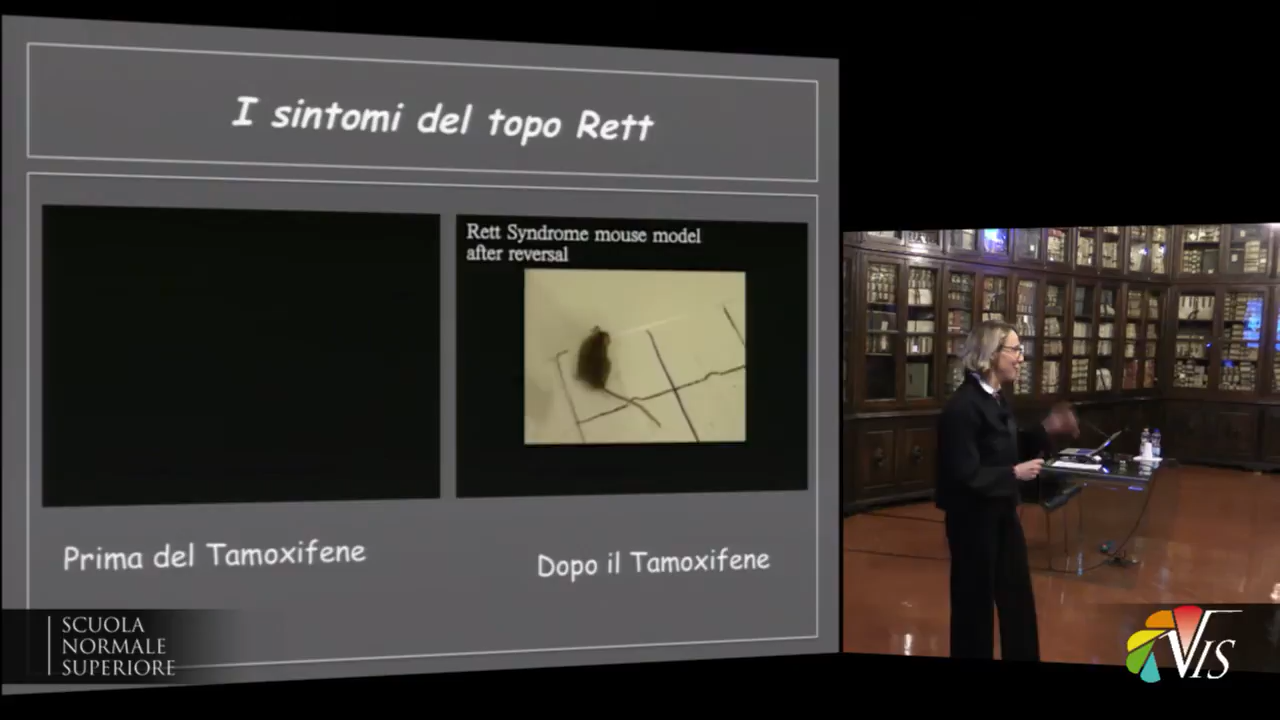 I sintomi del topo Rett
Rett Syndrome mouse model
after reversal
Prima del Tamoxifene
Dopo il Tamoxifene
SCUOLA
NORMALE
SUPERIORE
VIS